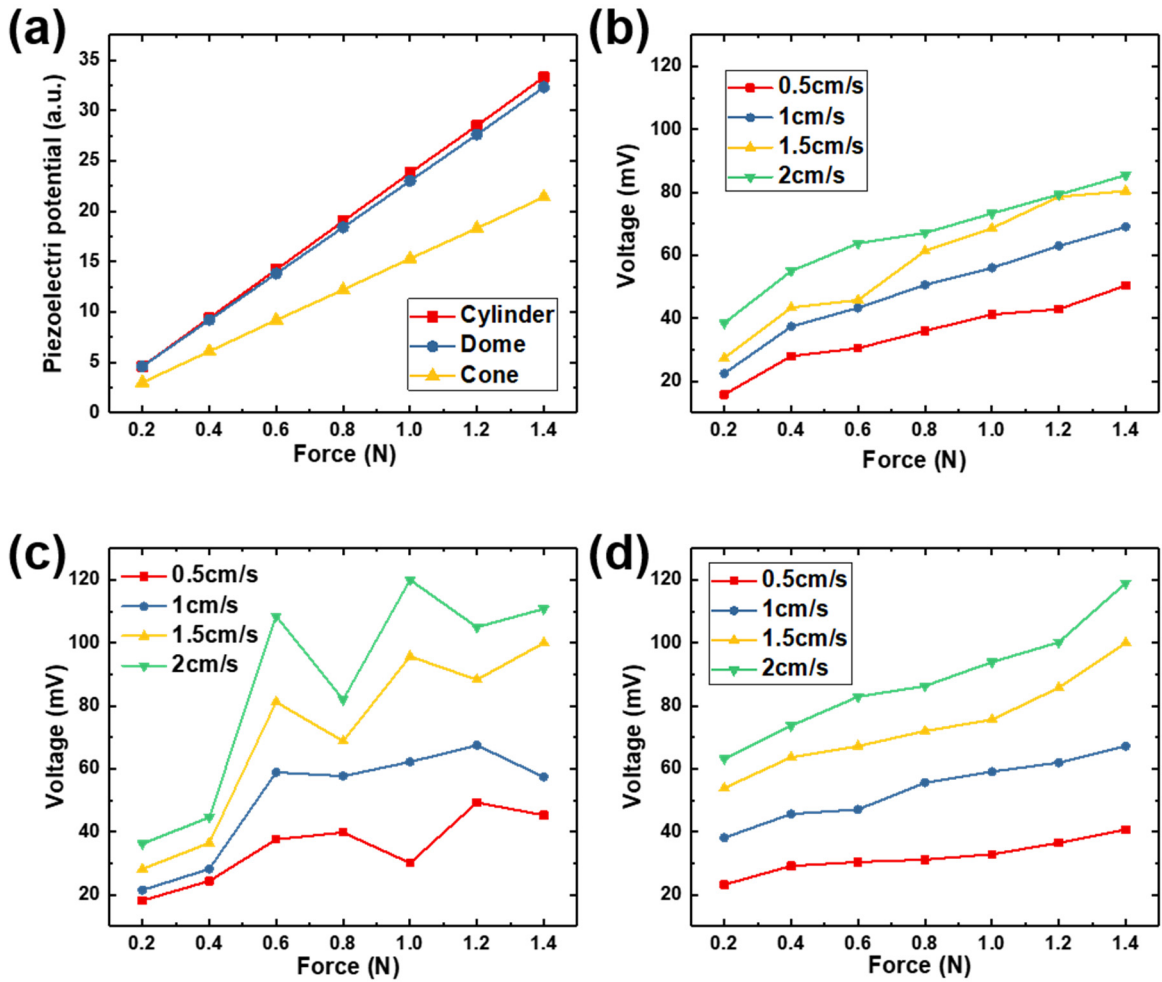 (a)
Piezoelectri potential (a.u.)
35
30
25
20
15
10
5
0
Cylinder
Dome
Cone
0.2 0.4 0.6 0.8 1.0 1.2 1.4
Force (N)
(b)
Voltage (mV)
120
100
80
60
40
20
0.5cm/s
1cm/s
1.5cm/s
2cm/s
0.2 0.4 0.6 0.8 1.0 1.2 1.4
Force (N)
(c)
Voltage (mV)
120
100
80
60
40
20
0.5cm/s
1cm/s
1.5cm/s
2cm/s
0.2 0.4 0.6 0.8 1.0 1.2 1.4
Force (N)
(d)
Voltage (mV)
120
100
80
60
40
20
0.5cm/s
1cm/s
1.5cm/s
2cm/s
0.2 0.4 0.6 0.8 1.0 1.2 1.4
Force (N)